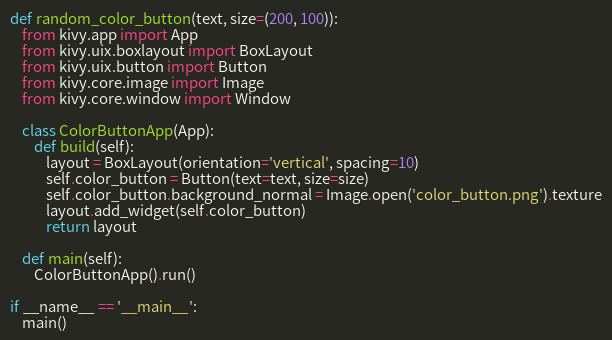 def random_color_button(text, size=(200, 100)):
    from kivy.app import App
    from kivy.uix.boxlayout import BoxLayout
    from kivy.uix.button import Button
    from kivy.core.image import Image
    from kivy.core.window import Window

    class ColorButtonApp(App):
        def build(self):
            layout = BoxLayout(orientation='vertical', spacing=10)
            self.color_button = Button(text=text, size=size)
            self.color_button.background_normal = Image.open('color_button.png').texture
            layout.add_widget(self.color_button)
            return layout

    def main(self):
        ColorButtonApp().run()

if __name__ == '__main__':
    main()